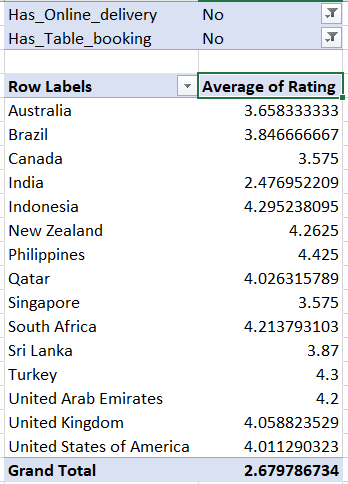 Has_Online_delivery No
Has_Table_booking No
Row Labels Average of Rating
Australia 3.658333333
Brazil 3.846666667
Canada 3.575
India 2.476952209
Indonesia 4.295238095
New Zealand 4.2625
Philippines 4.425
Qatar 4.026315789
Singapore 3.575
South Africa 4.213793103
Sri Lanka 3.87
Turkey 4.3
United Arab Emirates 4.2
United Kingdom 4.058823529
United States of America 4.011290323
Grand Total 2.679786734